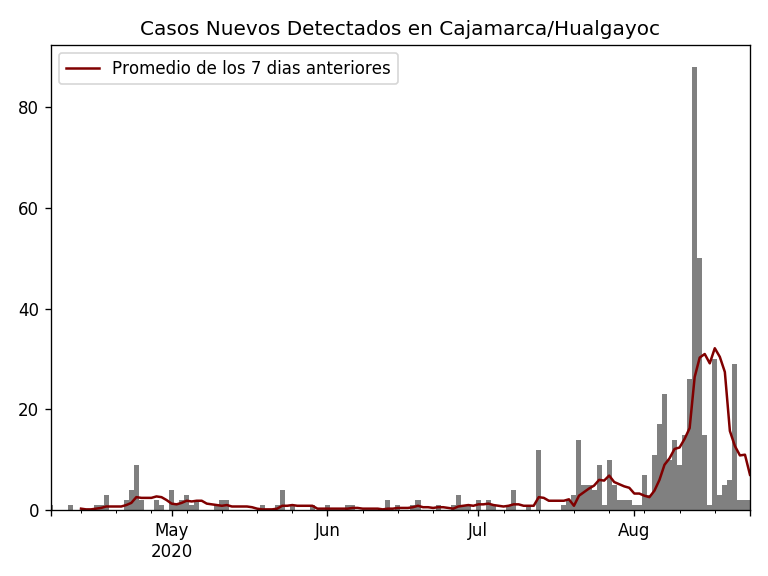 Casos Nuevos Detectados en Cajamarca/Hualgayoc
Promedio de los 7 dias anteriores
80
60
40
20
0
May Jun Jul Aug
2020